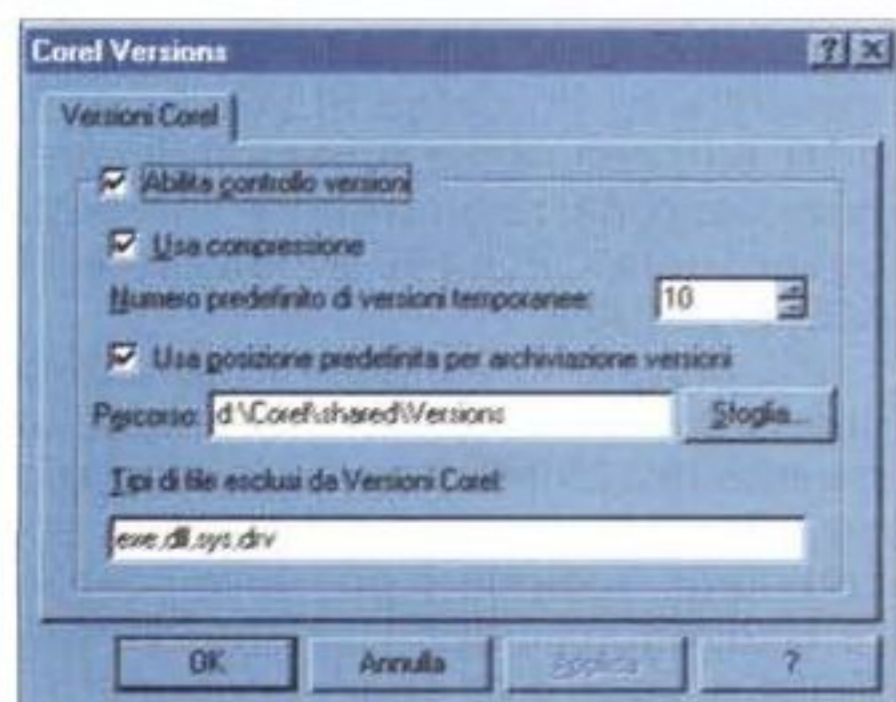 Corel Versions
Versioni Corel
Abilita controllo versioni
Usa compressione
Numero predefinito di versioni temporanee: 10
Usa posizione predefinita per archiviazione versioni
Percorso: d:\Corel\shared\Versions Sfoglia...
Tipi di file esclusi da Versioni Corel:
exe,dll,sys,drv
OK Annulla Applica ?